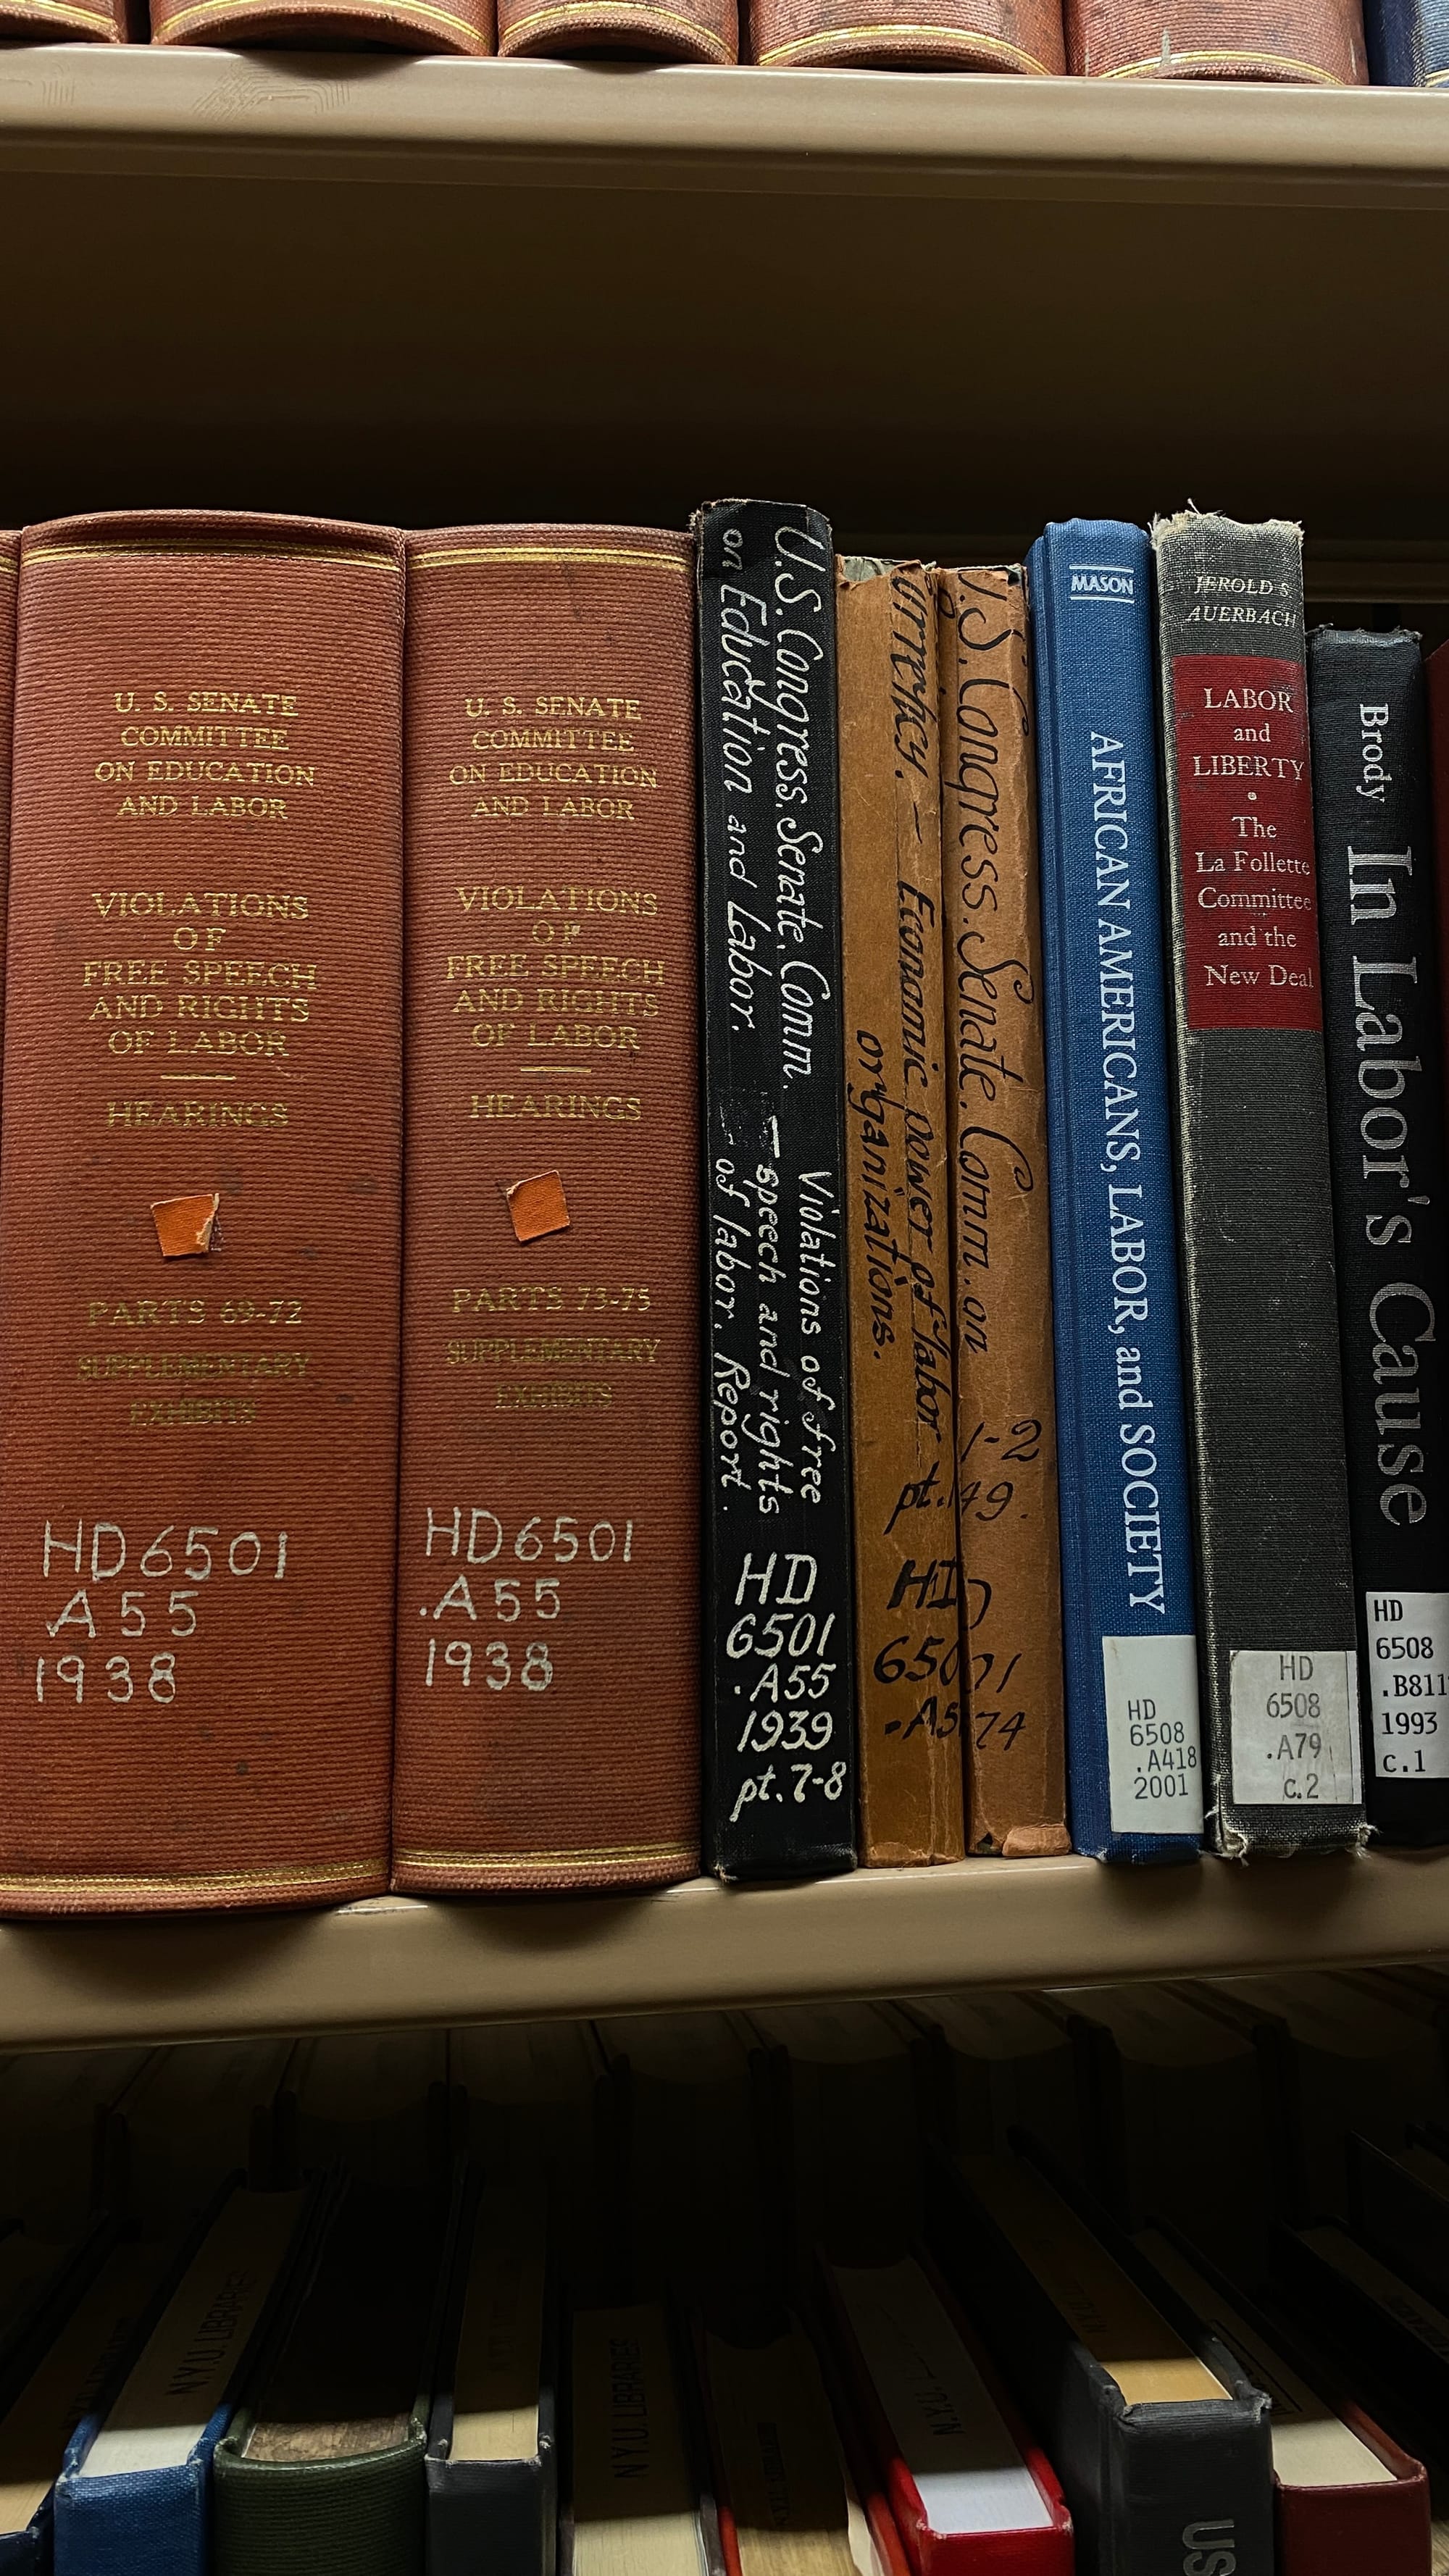 U. S. SENATE
COMMITTEE
ON EDUCATION
AND LABOR
VIOLATIONS
OF
FREE SPEECH
AND RIGHTS
OF LABOR
HEARINGS
PARTS 69-72
SUPPLEMENTARY
EXHIBITS
HD6501
.A55
1938
U. S. SENATE
COMMITTEE
ON EDUCATION
AND LABOR
VIOLATIONS
OF
FREE SPEECH
AND RIGHTS
OF LABOR
HEARINGS
PARTS 73-75
SUPPLEMENTARY
EXHIBITS
HD6501
.A55
1938
U.S. Congress. Senate. Comm.
on Education and Labor.
Violations of free
speech and rights
of labor. Report.
HD
6501
.A55
1939
pt.7-8
U.S. Congress. Senate. Comm. on
Economic power of labor
organizations.
pt. 1-2
HD
6501
MASON
AFRICAN AMERICANS, LABOR, and SOCIETY
HD
6508
.A418
2001
JEROLD S.
AUERBACH
LABOR
and
LIBERTY
•
The
La Follette
Committee
and the
New Deal
HD
6508
.A79
c.2
Brody In Labor's Cause
HD
6508
.B811
1993
c.1
N.Y.U. LIBRARIES
N.Y.U. LIBRARIES
N.Y.U.
US